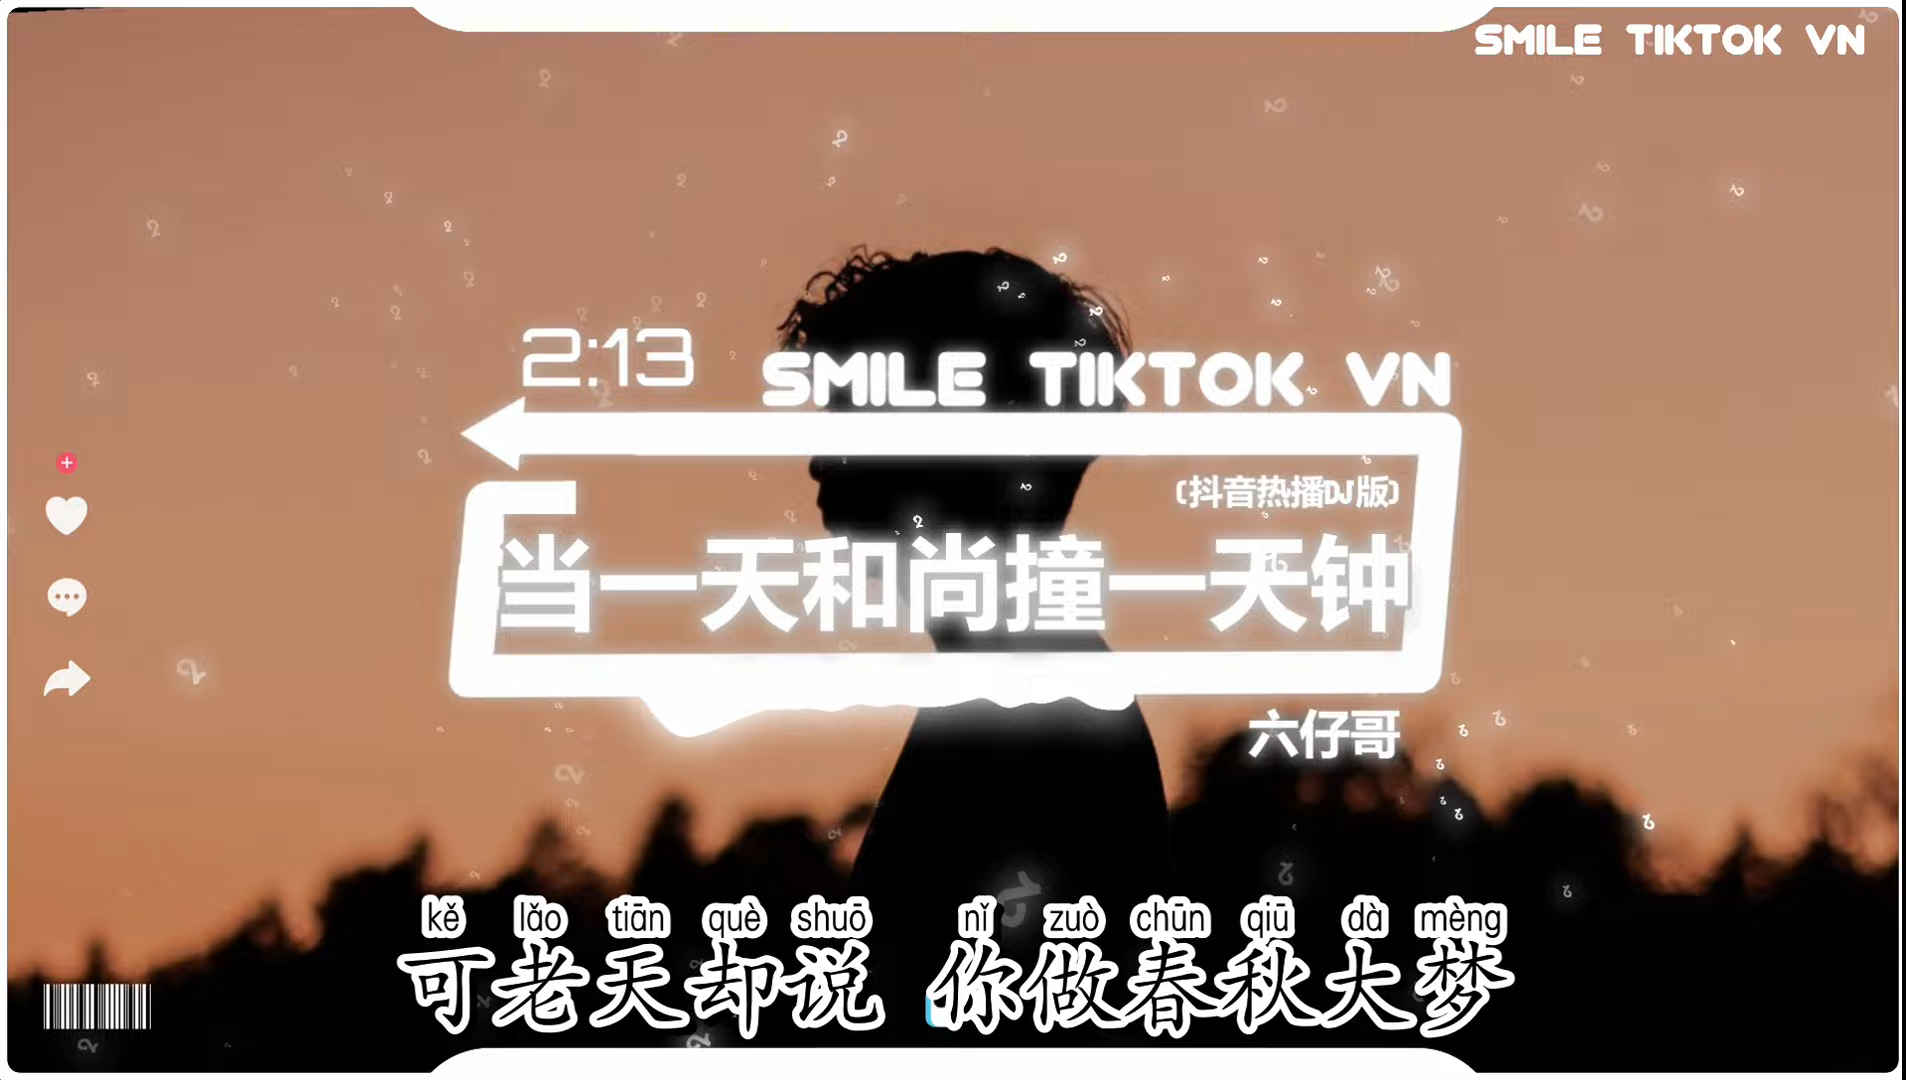 SMILE TIKTOK VN
2:13
SMILE TIKTOK VN
(抖音热播DJ版)
当一天和尚撞一天钟
六仔哥
kě lǎo tiān què shuō nǐ zuò chūn qiū dà mèng
可老天却说 你做春秋大梦